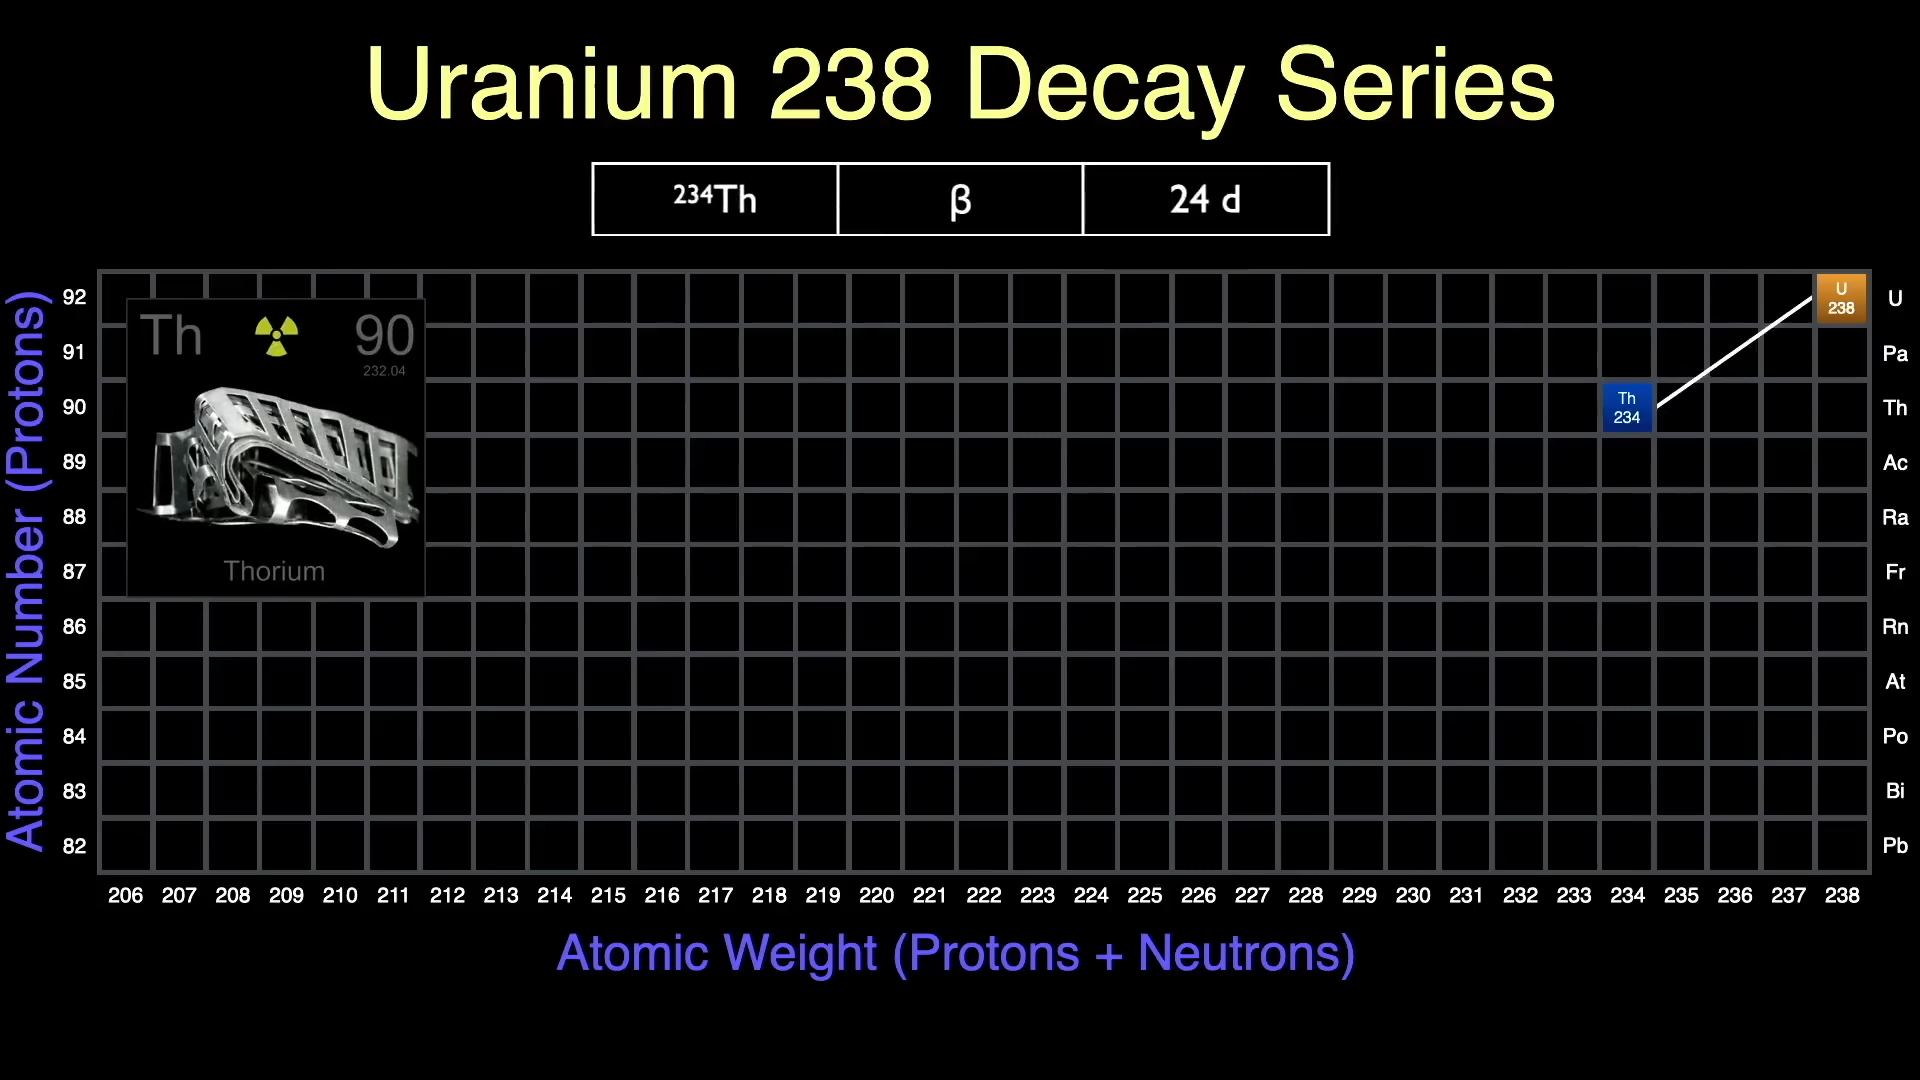 Uranium 238 Decay Series
²³⁴Th β 24 d
Atomic Number (Protons)
92 U
91 Pa
90 Th
89 Ac
88 Ra
87 Fr
86 Rn
85 At
84 Po
83 Bi
82 Pb
Th 90
232.04
Thorium
U
238
Th
234
206 207 208 209 210 211 212 213 214 215 216 217 218 219 220 221 222 223 224 225 226 227 228 229 230 231 232 233 234 235 236 237 238
Atomic Weight (Protons + Neutrons)